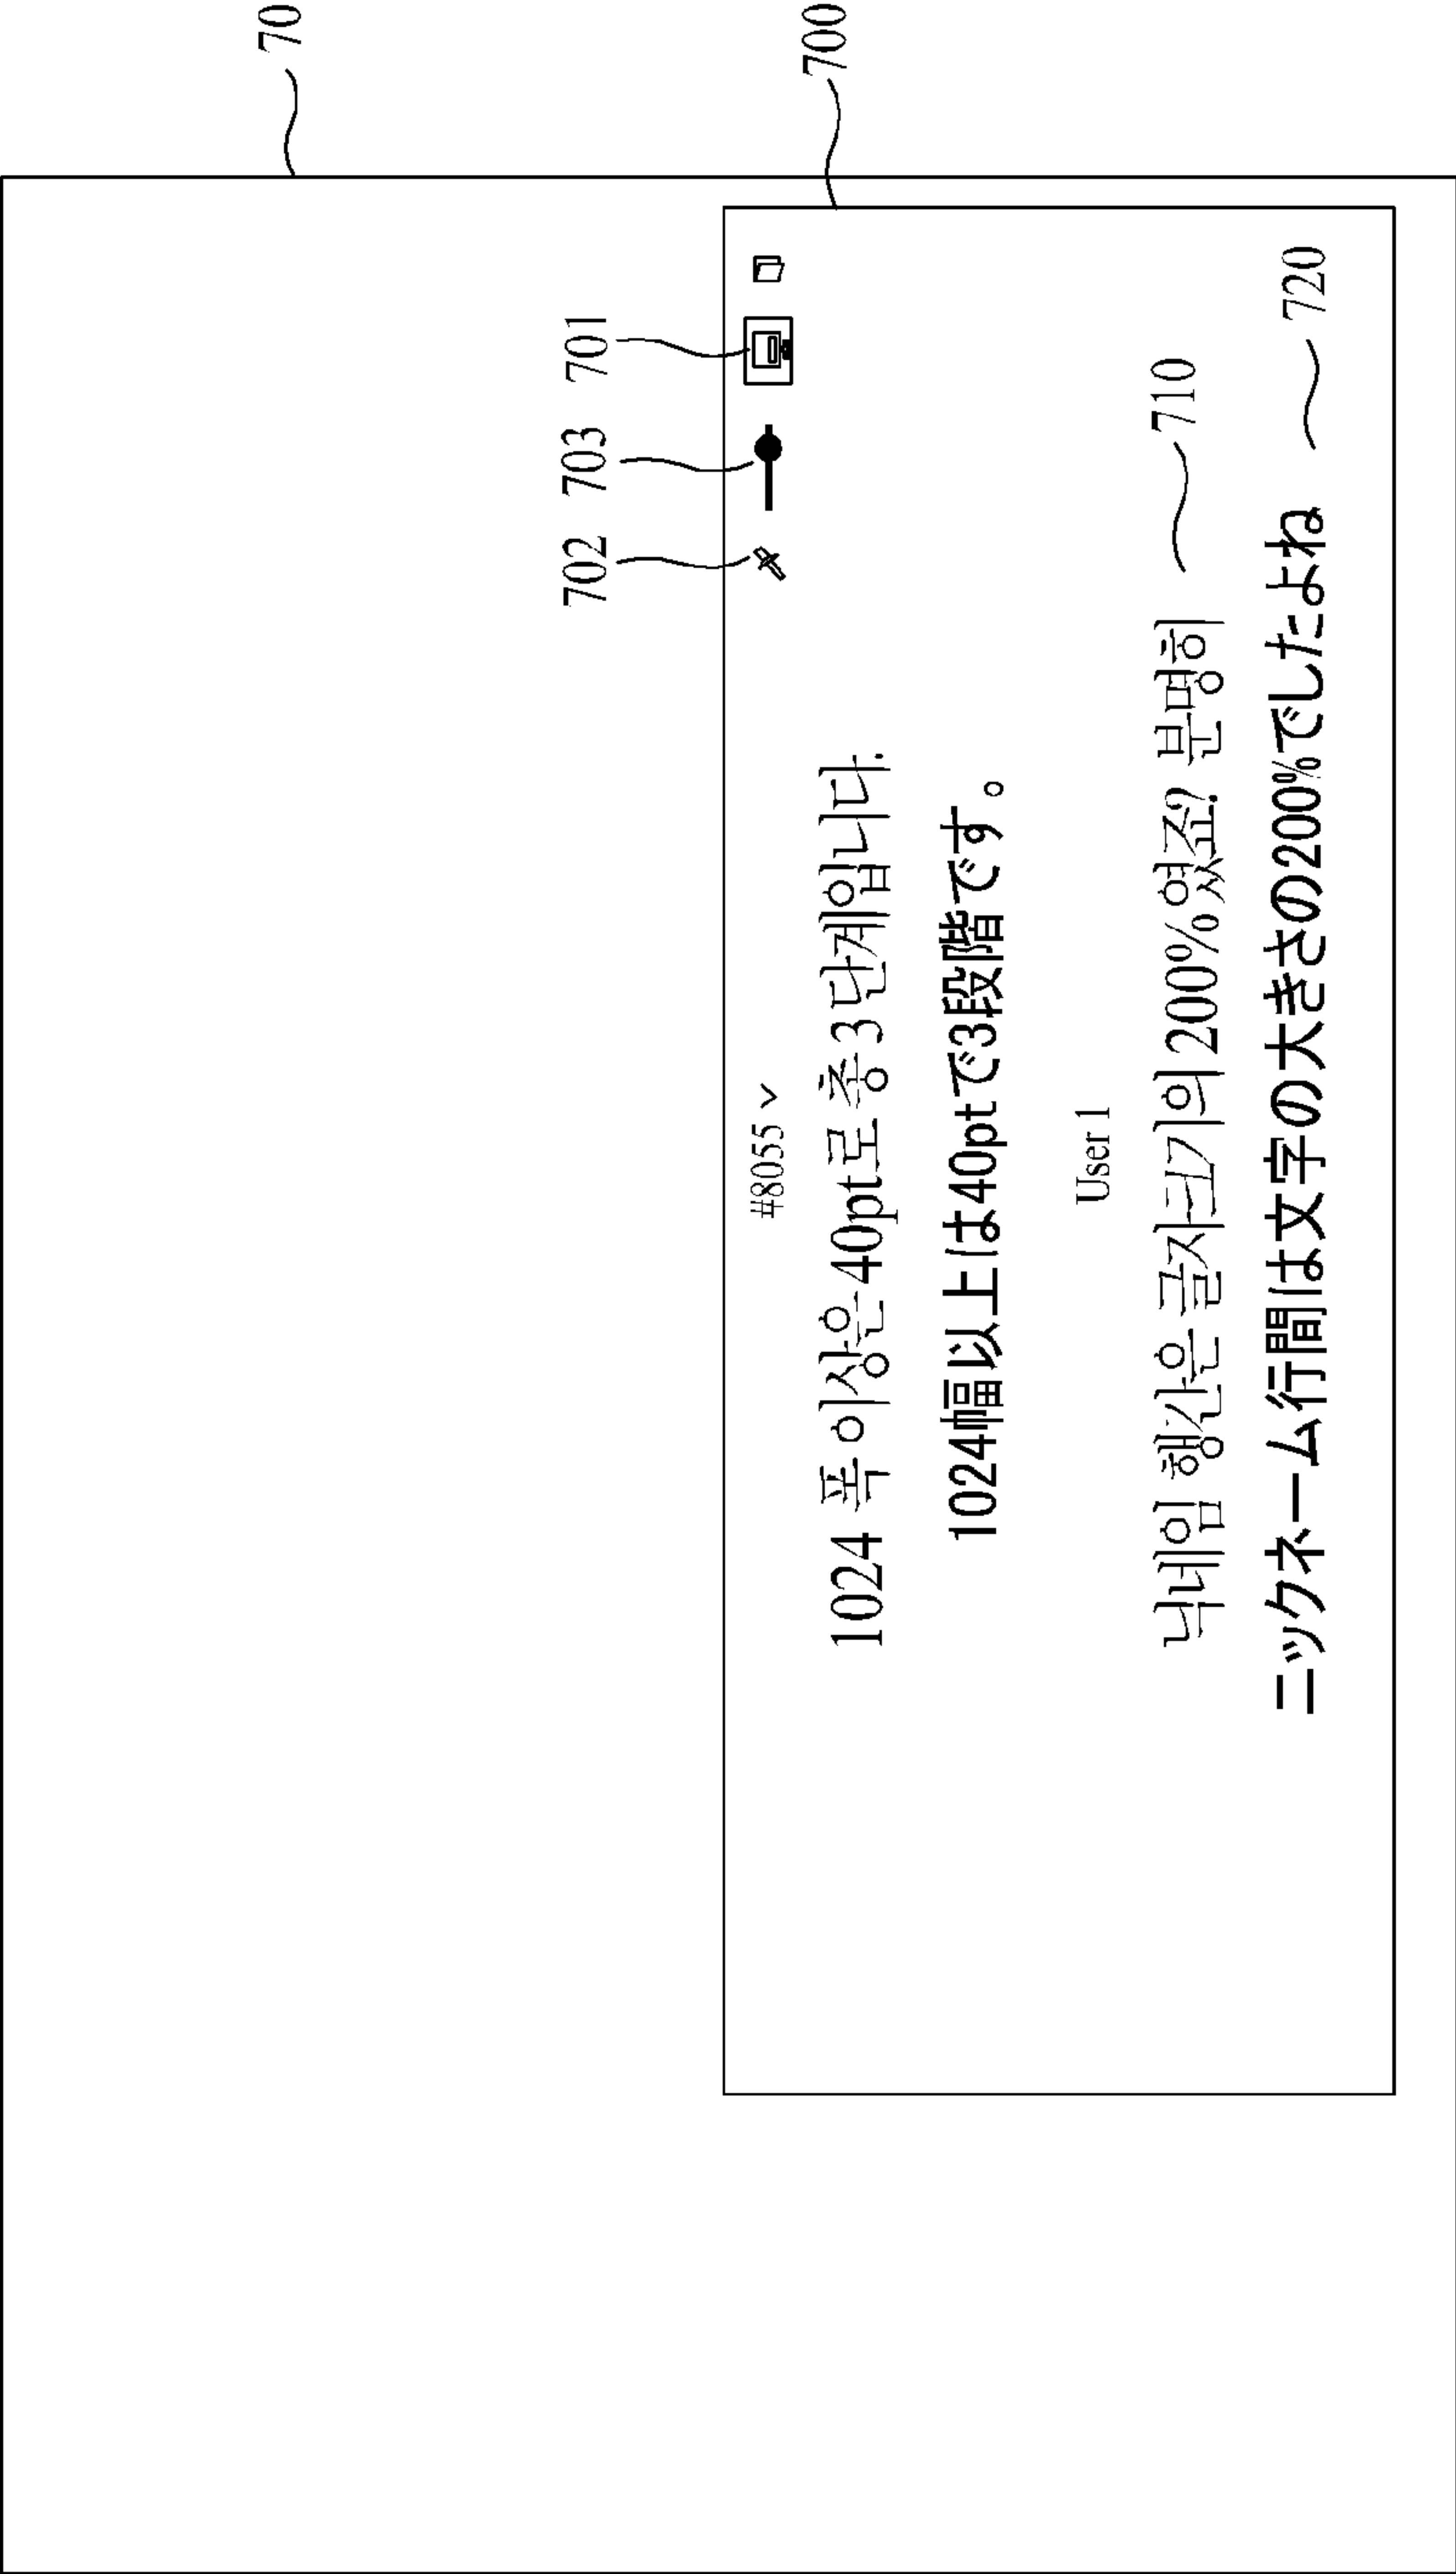 70
700
702 703 701
#8055
1024 폭 이상은 40pt로 총 3단계입니다.
1024幅以上は40ptで3段階です。
User 1
닉네임 행간은 글자크기의 200%였죠? 분명히
710
ニックネーム行間は文字の大きさの200%でしたよね
720